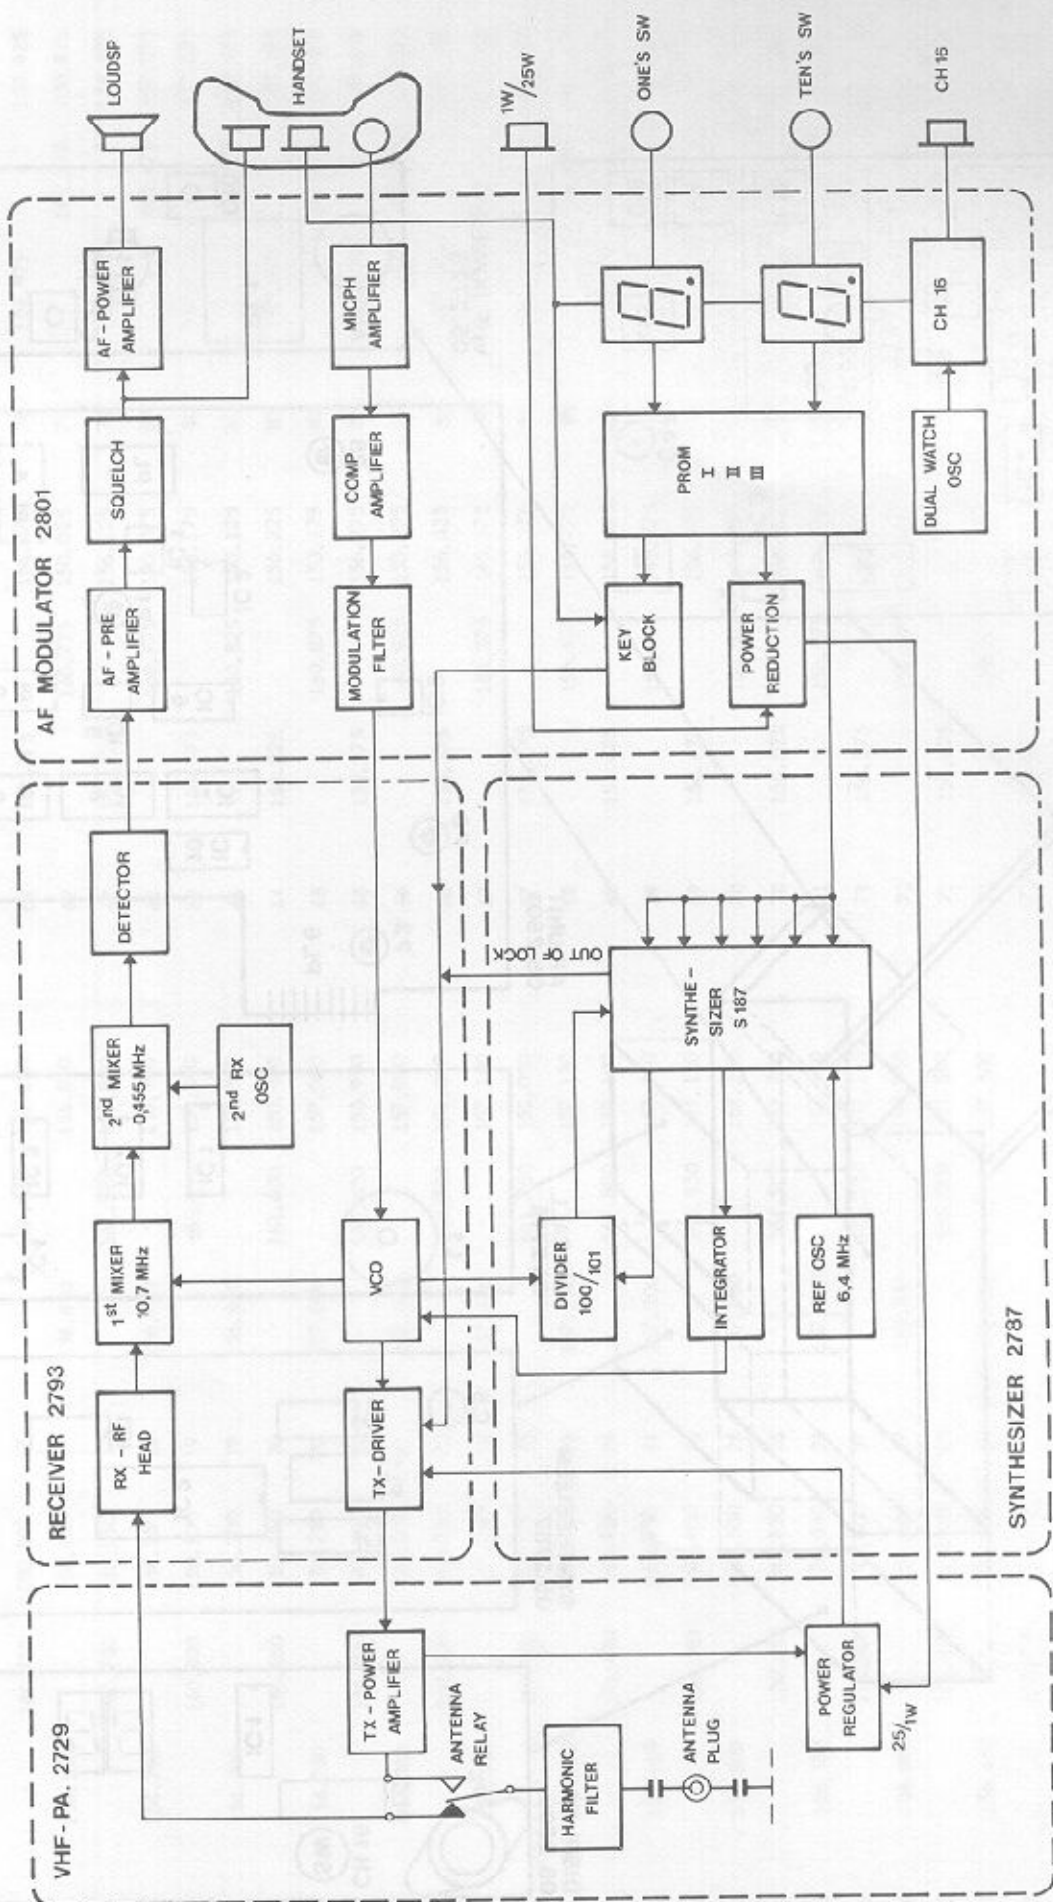 VHF-PA. 2729
RECEIVER 2793
AF MODULATOR 2801
SYNTHESIZER 2787
RX - RF
HEAD
1st MIXER
10,7 MHz
2nd MIXER
0,455 MHz
2nd RX
OSC
DETECTOR
AF - PRE
AMPLIFIER
SQUELCH
AF-POWER
AMPLIFIER
LOUDSP
HANDSET
TX - POWER
AMPLIFIER
TX-DRIVER
VCO
MODULATION
FILTER
COMP
AMPLIFIER
MICPH
AMPLIFIER
1W/25W
ANTENNA
RELAY
HARMONIC
FILTER
ANTENNA
PLUG
POWER
REGULATOR
25/1W
DIVIDER
100/101
INTEGRATOR
REF OSC
6,4 MHz
OUT OF LOCK
SYNTHE-
SIZER
S 187
KEY
BLOCK
POWER
REDUCTION
PROM
I
II
III
ONE'S SW
TEN'S SW
DUAL WATCH
OSC
CH 16
CH 16